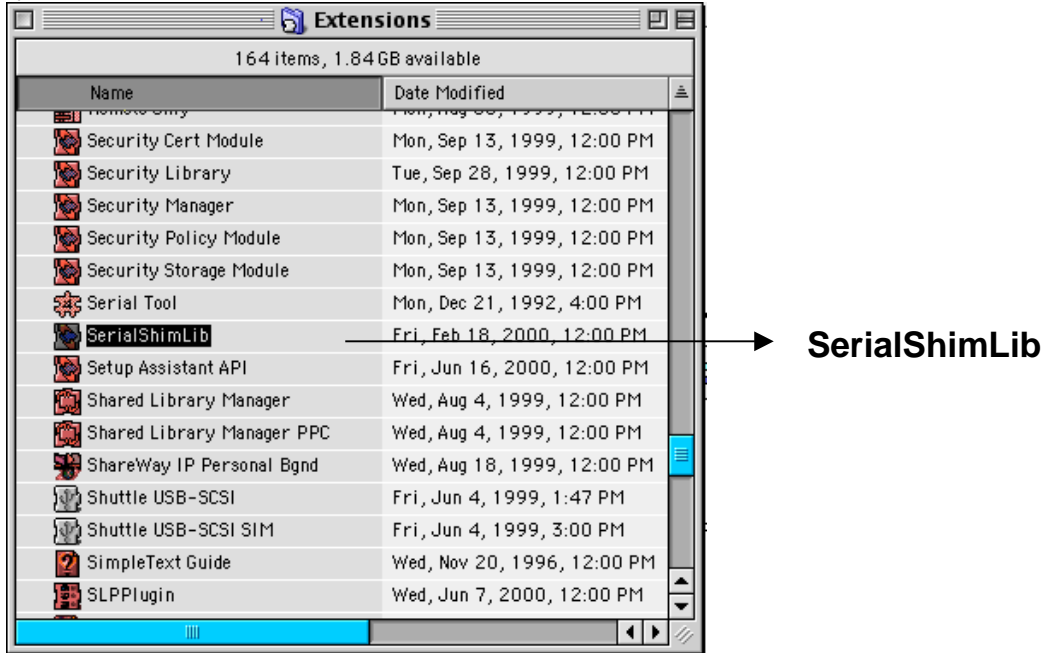 Extensions
164 items, 1.84 GB available
Name Date Modified
Security Cert Module Mon, Sep 13, 1999, 12:00 PM
Security Library Tue, Sep 28, 1999, 12:00 PM
Security Manager Mon, Sep 13, 1999, 12:00 PM
Security Policy Module Mon, Sep 13, 1999, 12:00 PM
Security Storage Module Mon, Sep 13, 1999, 12:00 PM
Serial Tool Mon, Dec 21, 1992, 4:00 PM
SerialShimLib Fri, Feb 18, 2000, 12:00 PM SerialShimLib
Setup Assistant API Fri, Jun 16, 2000, 12:00 PM
Shared Library Manager Wed, Aug 4, 1999, 12:00 PM
Shared Library Manager PPC Wed, Aug 4, 1999, 12:00 PM
ShareWay IP Personal Bgnd Wed, Aug 18, 1999, 12:00 PM
Shuttle USB-SCSI Fri, Jun 4, 1999, 1:47 PM
Shuttle USB-SCSI SIM Fri, Jun 4, 1999, 3:00 PM
SimpleText Guide Wed, Nov 20, 1996, 12:00 PM
SLPPlugin Wed, Jun 7, 2000, 12:00 PM